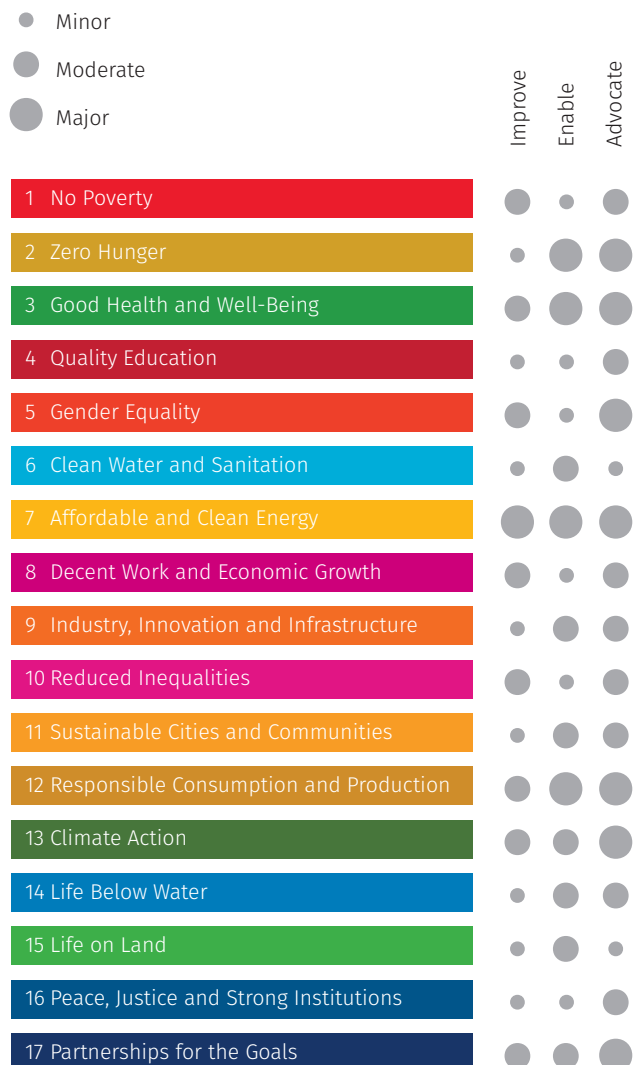 Minor
Moderate
Major
Improve
Enable
Advocate
1 No Poverty
2 Zero Hunger
3 Good Health and Well-Being
4 Quality Education
5 Gender Equality
6 Clean Water and Sanitation
7 Affordable and Clean Energy
8 Decent Work and Economic Growth
9 Industry, Innovation and Infrastructure
10 Reduced Inequalities
11 Sustainable Cities and Communities
12 Responsible Consumption and Production
13 Climate Action
14 Life Below Water
15 Life on Land
16 Peace, Justice and Strong Institutions
17 Partnerships for the Goals